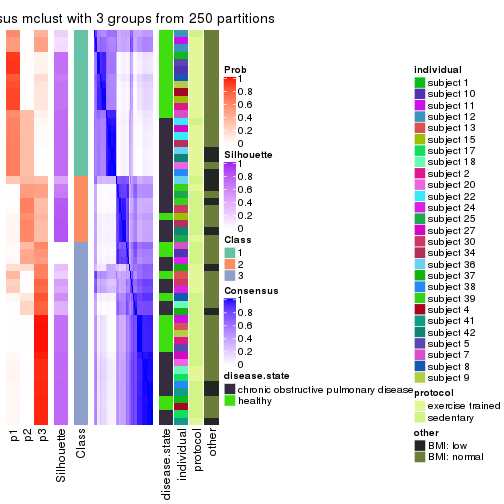 sus mclust with 3 groups from 250 partitions
Prob
1
0.8
0.6
0.4
0.2
0
Silhouette
1
0.8
0.6
0.4
0.2
0
Class
1
2
3
Consensus
1
0.8
0.6
0.4
0.2
0
disease.state
chronic obstructive pulmonary disease
healthy
individual
subject 1
subject 10
subject 11
subject 12
subject 13
subject 15
subject 17
subject 18
subject 2
subject 20
subject 22
subject 24
subject 25
subject 27
subject 30
subject 34
subject 36
subject 37
subject 38
subject 39
subject 4
subject 41
subject 42
subject 5
subject 7
subject 8
subject 9
protocol
exercise trained
sedentary
other
BMI: low
BMI: normal
p1
p2
p3
Silhouette
Class
disease.state
individual
protocol
other